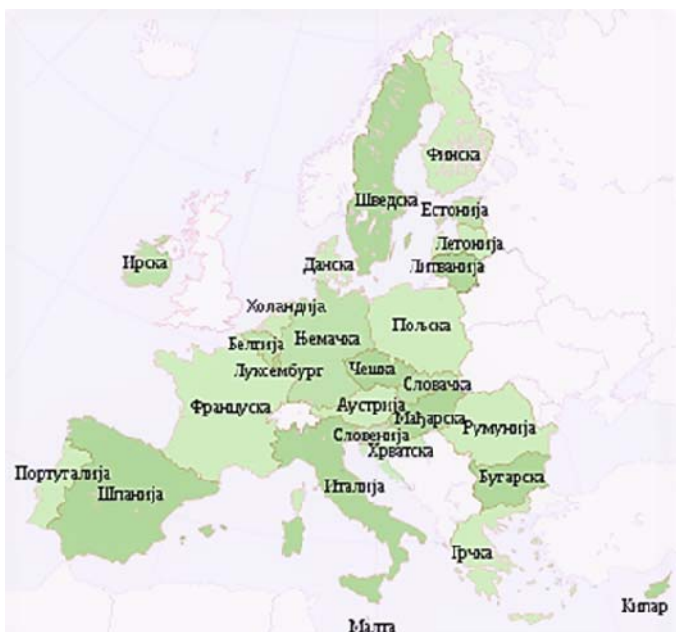 Финска
Шведска
Естонија
Летонија
Ирска
Данска
Литванија
Холандија
Пољска
Белгија
Њемачка
Луксембург
Чешка
Словачка
Француска
Аустрија
Мађарска
Румунија
Словенија
Хрватска
Португалија
Шпанија
Италија
Бугарска
Грчка
Кипар
Малта